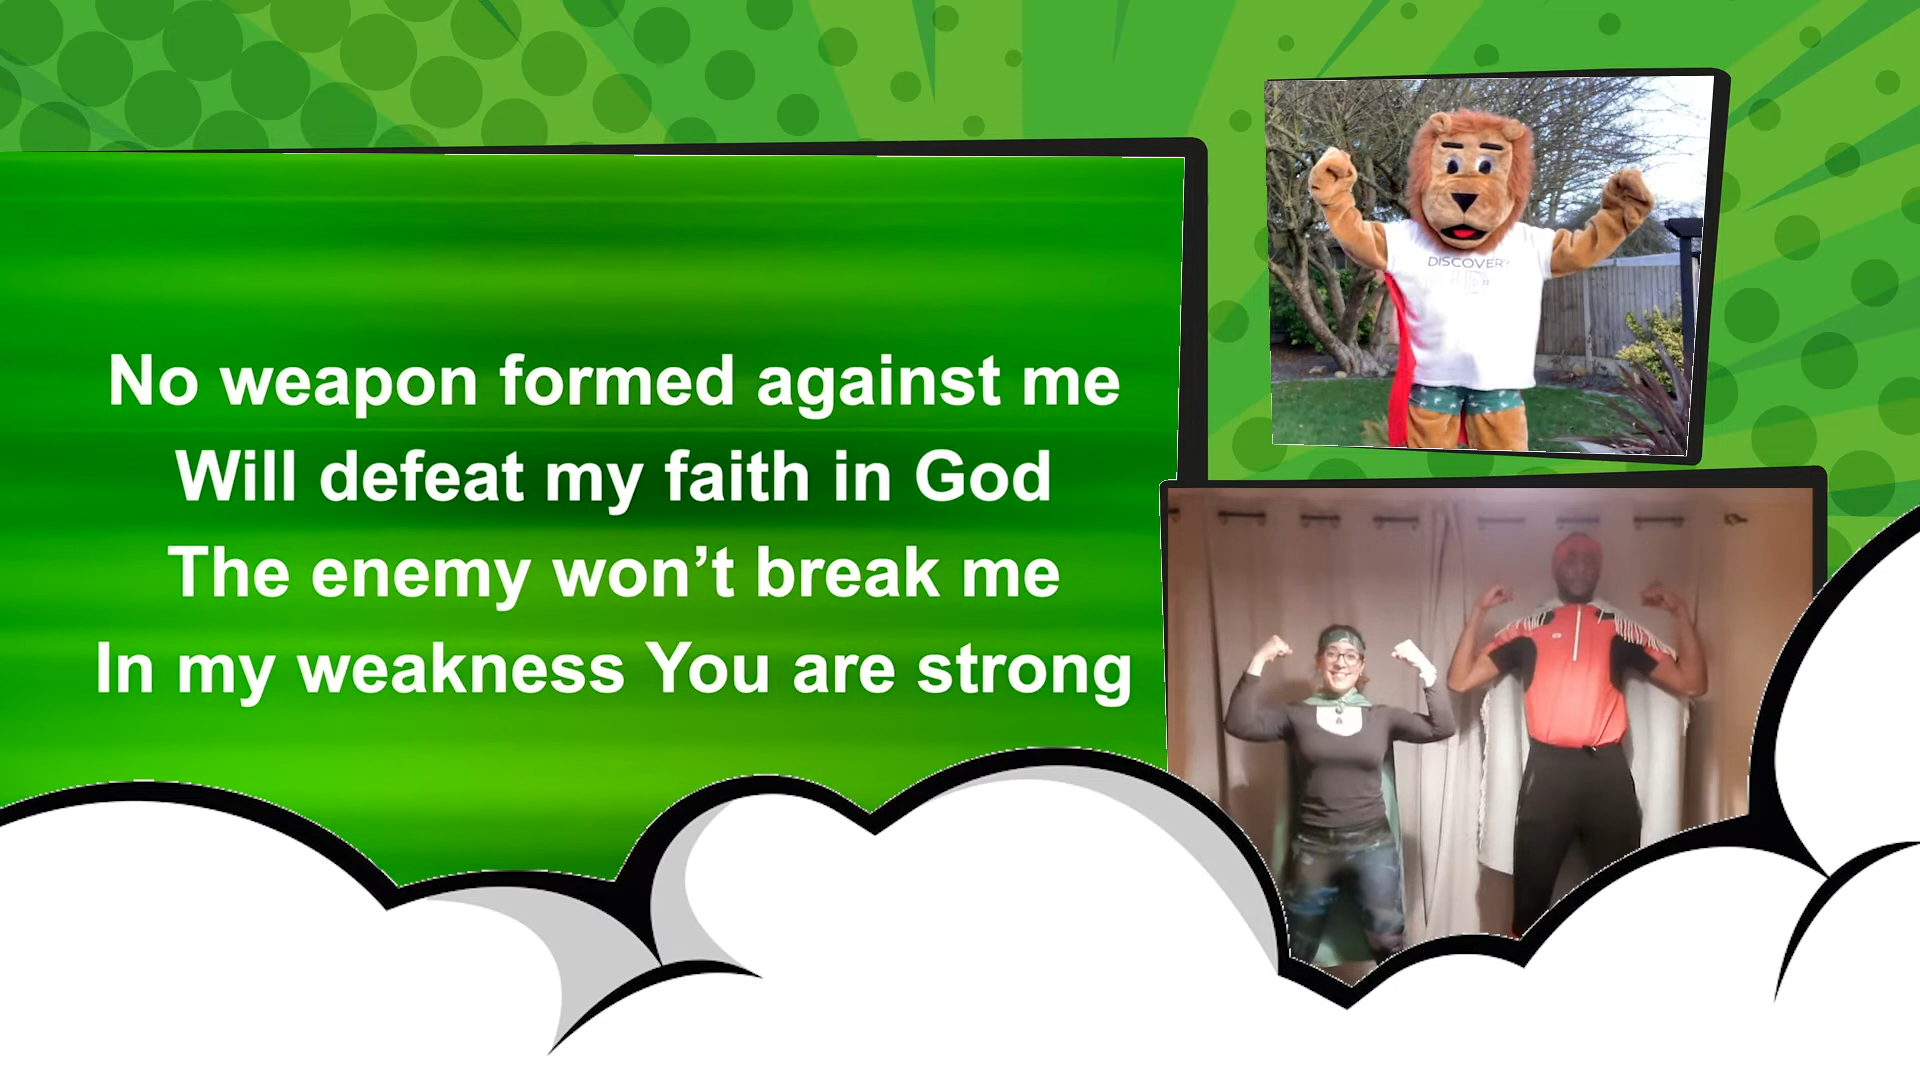 No weapon formed against me
Will defeat my faith in God
The enemy won’t break me
In my weakness You are strong
DISCOVERY